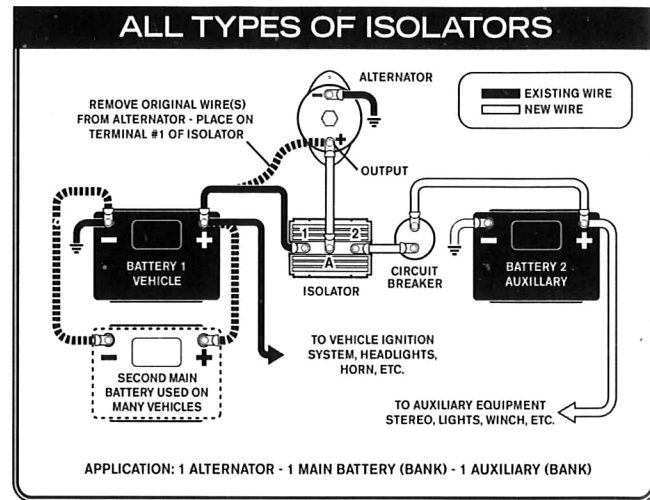 ALL TYPES OF ISOLATORS
ALTERNATOR
EXISTING WIRE
NEW WIRE
REMOVE ORIGINAL WIRE(S)
FROM ALTERNATOR - PLACE ON
TERMINAL #1 OF ISOLATOR
-
+
OUTPUT
1
2
A
- +
BATTERY 1
VEHICLE
ISOLATOR
CIRCUIT
BREAKER
- +
BATTERY 2
AUXILLARY
- +
SECOND MAIN
BATTERY USED ON
MANY VEHICLES
TO VEHICLE IGNITION
SYSTEM, HEADLIGHTS,
HORN, ETC.
TO AUXILIARY EQUIPMENT
STEREO, LIGHTS, WINCH, ETC.
APPLICATION: 1 ALTERNATOR - 1 MAIN BATTERY (BANK) - 1 AUXILIARY (BANK)